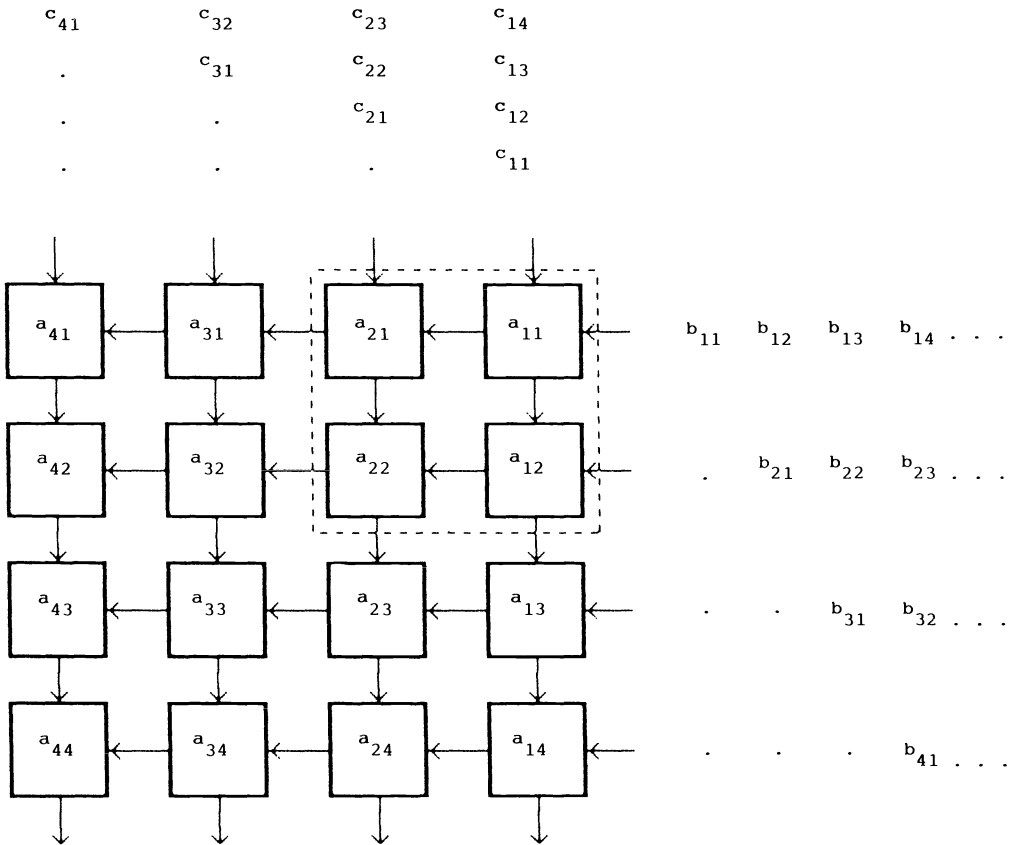 c41 c32 c23 c14
. c31 c22 c13
. . c21 c12
. . . c11
a41 a31 a21 a11 b11 b12 b13 b14 . . .
a42 a32 a22 a12 . b21 b22 b23 . . .
a43 a33 a23 a13 . . b31 b32 . . .
a44 a34 a24 a14 . . . b41 . . .